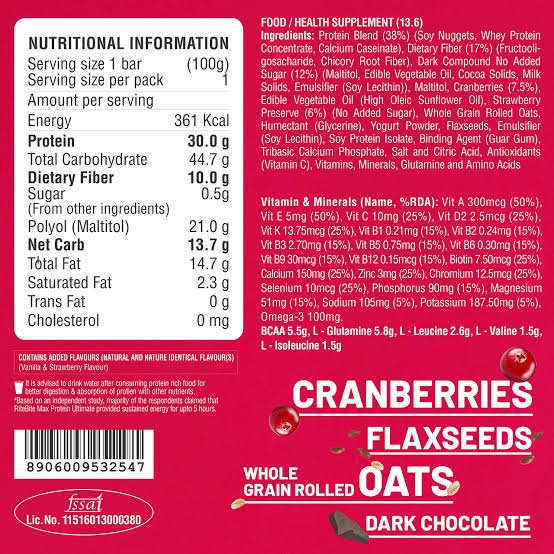 NUTRITIONAL INFORMATION
Serving size 1 bar (100g)
Serving size per pack 1
Amount per serving
Energy 361 Kcal
Protein 30.0 g
Total Carbohydrate 44.7 g
Dietary Fiber 10.0 g
Sugar 0.5g
(From other ingredients)
Polyol (Maltitol) 21.0 g
Net Carb 13.7 g
Total Fat 14.7 g
Saturated Fat 2.3 g
Trans Fat 0 g
Cholesterol 0 mg
CONTAINS ADDED FLAVOURS (NATURAL AND NATURE IDENTICAL FLAVOUR(S)
(Vanilla & Strawberry Flavour)
It is advised to drink water after consuming protein rich food for
better digestion & absorption of protien with other nutrients.
*Based on an independent study, majority of the respondents claimed that
RiteBite Max Protein Ultimate provided sustained energy for upto 5 hours.
8906009532547
fssai
Lic. No. 11516013000380
FOOD / HEALTH SUPPLEMENT (13.6)
Ingredients: Protein Blend (38%) (Soy Nuggets, Whey Protein
Concentrate, Calcium Caseinate), Dietary Fiber (17%) (Fructooli-
gosacharide, Chicory Root Fiber), Dark Compound No Added
Sugar (12%) (Maltitol, Edible Vegetable Oil, Cocoa Solids, Milk
Solids, Emulsifier (Soy Lecithin)), Maltitol, Cranberries (7.5%),
Edible Vegetable Oil (High Oleic Sunflower Oil), Strawberry
Preserve (6%) (No Added Sugar), Whole Grain Rolled Oats,
Humectant (Glycerine), Yogurt Powder, Flaxseeds, Emulsifier
(Soy Lecithin), Soy Protein Isolate, Binding Agent (Guar Gum),
Tribasic Calcium Phosphate, Salt and Citric Acid, Antioxidants
(Vitamin C), Vitamins, Minerals, Glutamine and Amino Acids
Vitamin & Minerals (Name, %RDA): Vit A 300mcg (50%),
Vit E 5mg (50%), Vit C 10mg (25%), Vit D2 2.5mcg (25%),
Vit K 13.75mcg (25%), Vit B1 0.21mg (15%), Vit B2 0.24mg (15%),
Vit B3 2.70mg (15%), Vit B5 0.75mg (15%), Vit B6 0.30mg (15%),
Vit B9 30mcg (15%), Vit B12 0.15mcg (15%), Biotin 7.50mcg (25%),
Calcium 150mg (25%), Zinc 3mg (25%), Chromium 12.5mcg (25%),
Selenium 10mcg (25%), Phosphorus 90mg (15%), Magnesium
51mg (15%), Sodium 105mg (5%), Potassium 187.50mg (5%),
Omega-3 100mg.
BCAA 5.5g, L - Glutamine 5.8g, L - Leucine 2.6g, L - Valine 1.5g,
L - Isoleucine 1.5g
CRANBERRIES
FLAXSEEDS
WHOLE
GRAIN ROLLED OATS
DARK CHOCOLATE